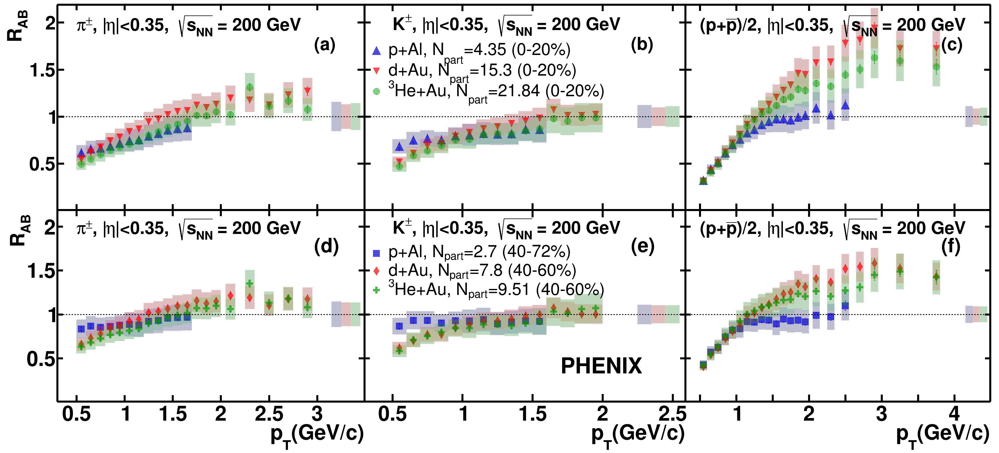 R_AB
2
1.5
1
0.5
π±, |η|<0.35, √s_NN = 200 GeV
(a)
K±, |η|<0.35, √s_NN = 200 GeV
(b)
p+Al, N_part=4.35 (0-20%)
d+Au, N_part=15.3 (0-20%)
³He+Au, N_part=21.84 (0-20%)
(p+p̅)/2, |η|<0.35, √s_NN = 200 GeV
(c)
R_AB
2
1.5
1
0.5
π±, |η|<0.35, √s_NN = 200 GeV
(d)
K±, |η|<0.35, √s_NN = 200 GeV
(e)
p+Al, N_part=2.7 (40-72%)
d+Au, N_part=7.8 (40-60%)
³He+Au, N_part=9.51 (40-60%)
PHENIX
(p+p̅)/2, |η|<0.35, √s_NN = 200 GeV
(f)
0.5 1 1.5 2 2.5 3
p_T(GeV/c)
0.5 1 1.5 2 2.5
p_T(GeV/c)
1 2 3 4
p_T(GeV/c)